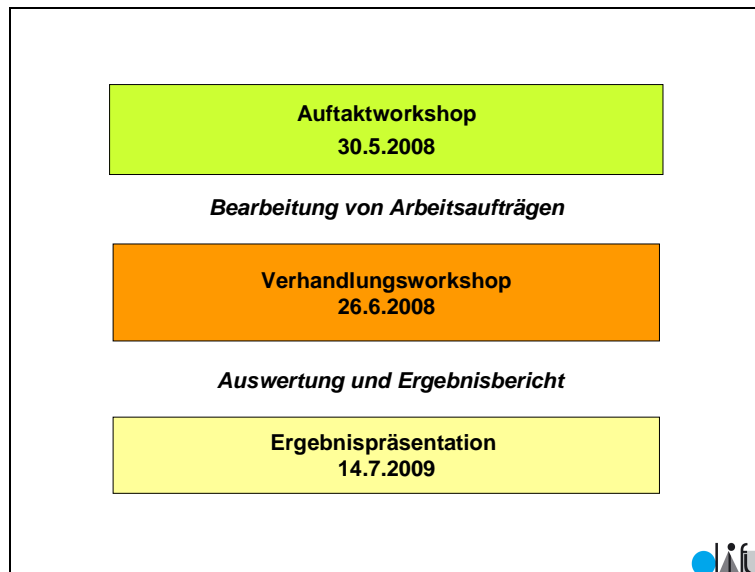 Auftaktworkshop
30.5.2008
Bearbeitung von Arbeitsaufträgen
Verhandlungsworkshop
26.6.2008
Auswertung und Ergebnisbericht
Ergebnispräsentation
14.7.2009